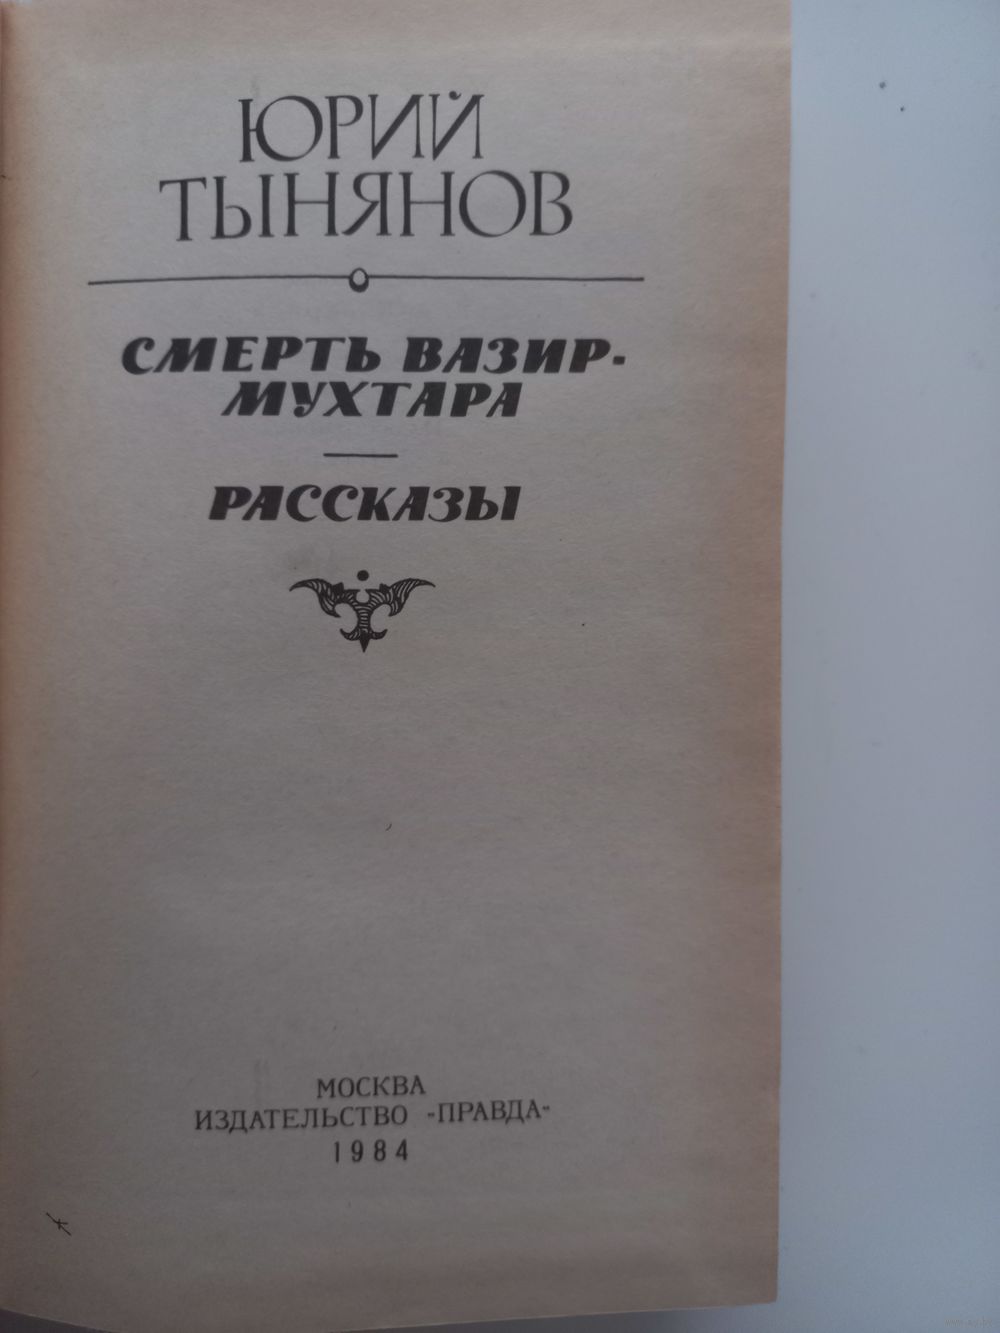 ЮРИЙ
ТЫНЯНОВ
СМЕРТЬ ВАЗИР-
МУХТАРА
РАССКАЗЫ
МОСКВА
ИЗДАТЕЛЬСТВО «ПРАВДА»
1984